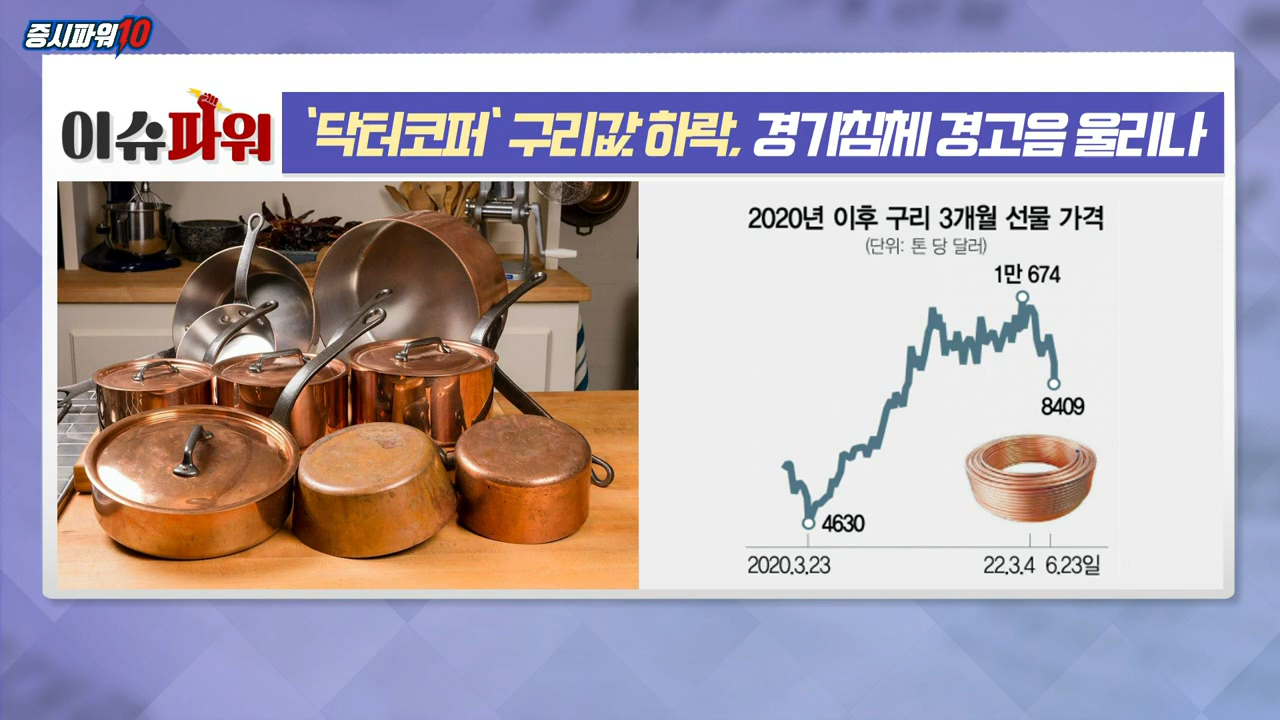 증시파워10
이슈파워
'닥터코퍼' 구리값 하락, 경기침체 경고음 울리나
2020년 이후 구리 3개월 선물 가격
(단위: 톤 당 달러)
1만 674
8409
4630
2020.3.23
22.3.4 6.23일